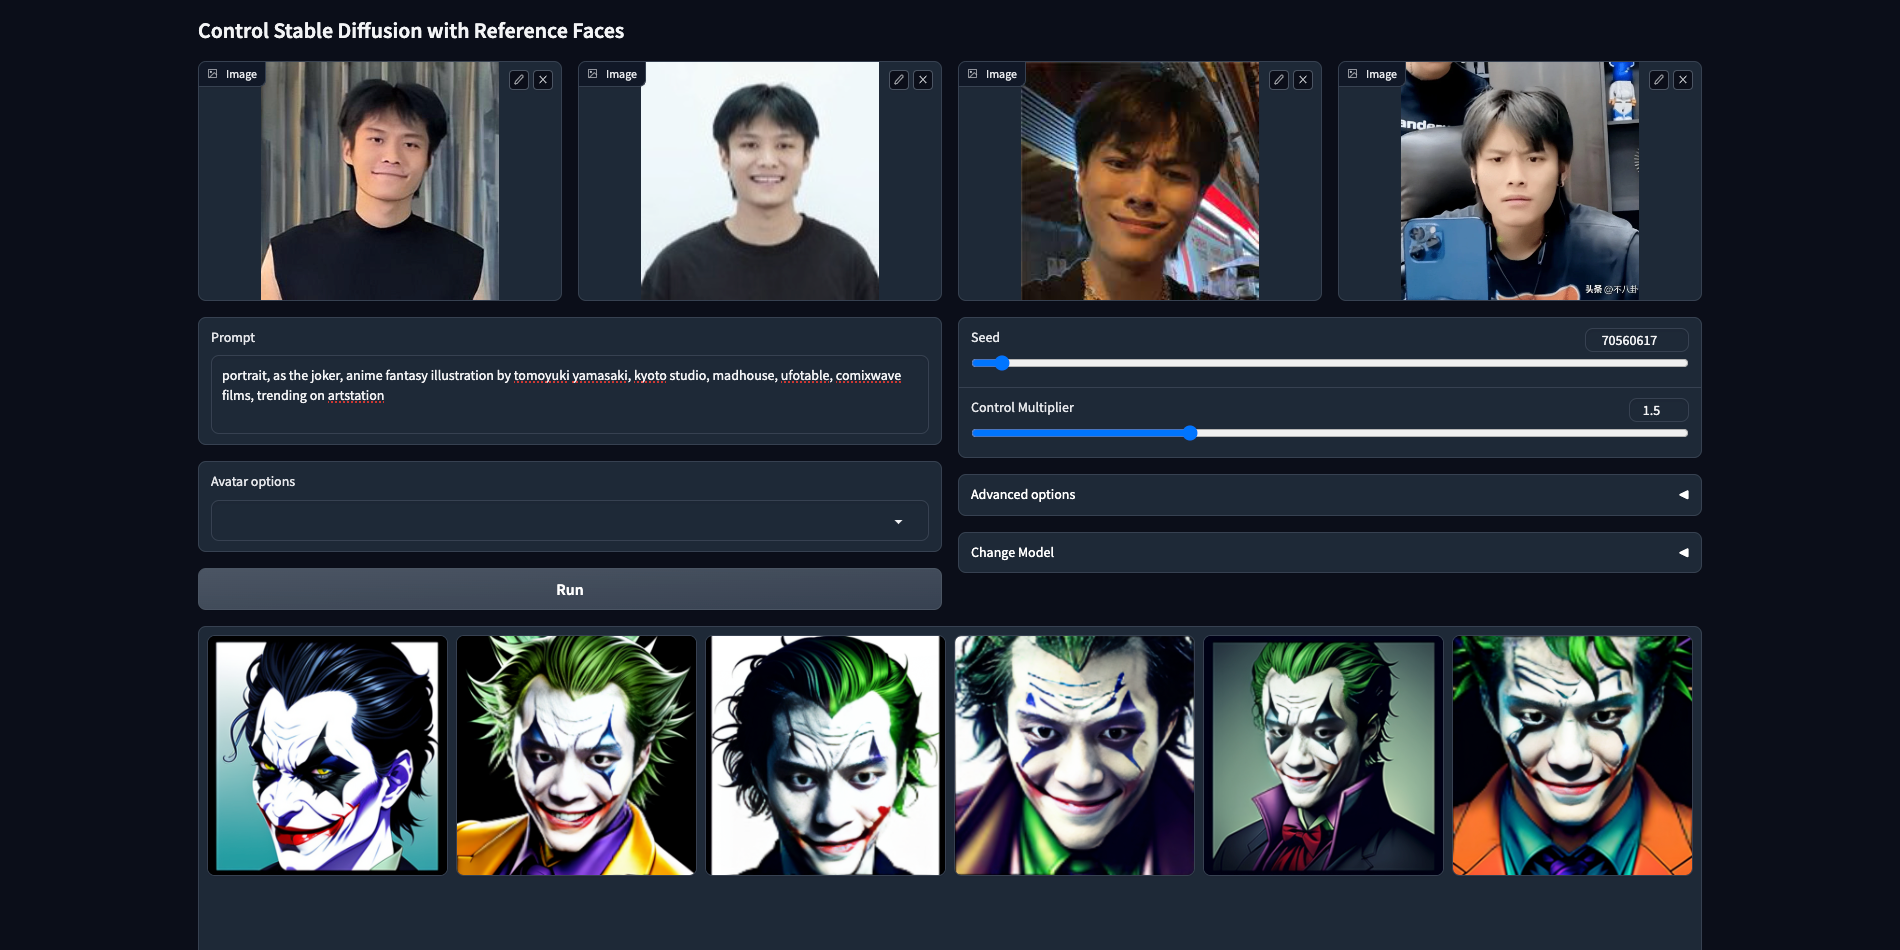 Control Stable Diffusion with Reference Faces
Image
Image
Image
Image
ande
头条 @不八卦
Prompt
portrait, as the joker, anime fantasy illustration by tomoyuki yamasaki, kyoto studio, madhouse, ufotable, comixwave
films, trending on artstation
Seed
70560617
Control Multiplier
1.5
Avatar options
Advanced options
Change Model
Run